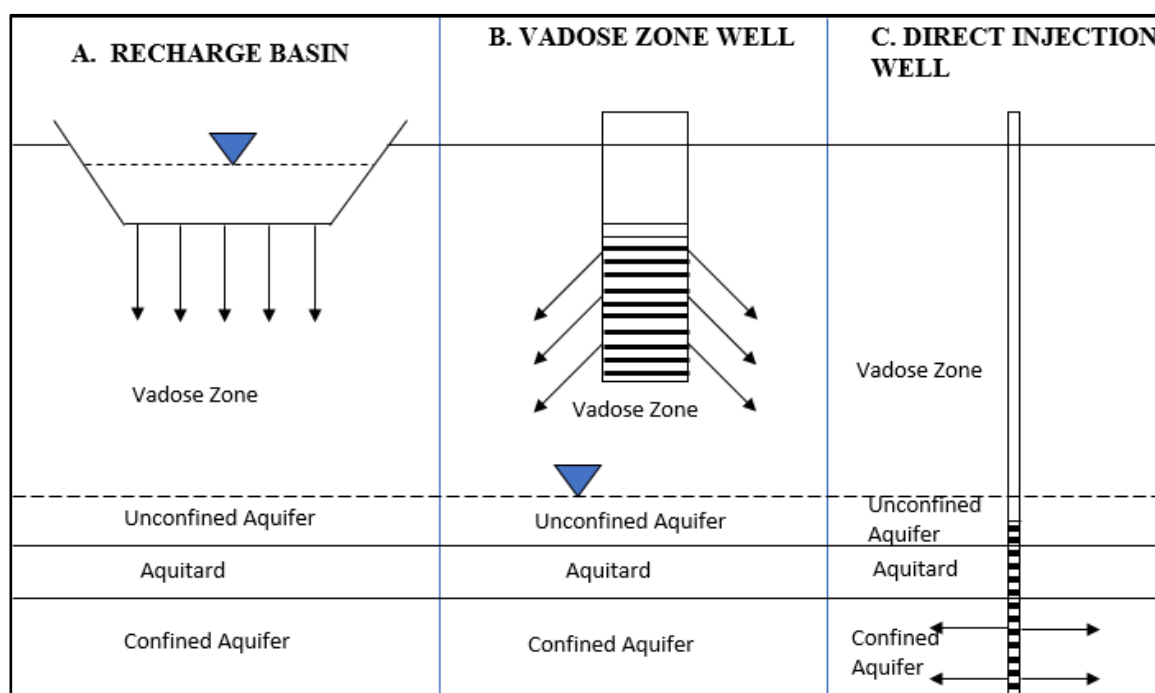 A. RECHARGE BASIN
Vadose Zone
Unconfined Aquifer
Aquitard
Confined Aquifer
B. VADOSE ZONE WELL
Vadose Zone
Unconfined Aquifer
Aquitard
Confined Aquifer
C. DIRECT INJECTION
WELL
Vadose Zone
Unconfined
Aquifer
Aquitard
Confined
Aquifer